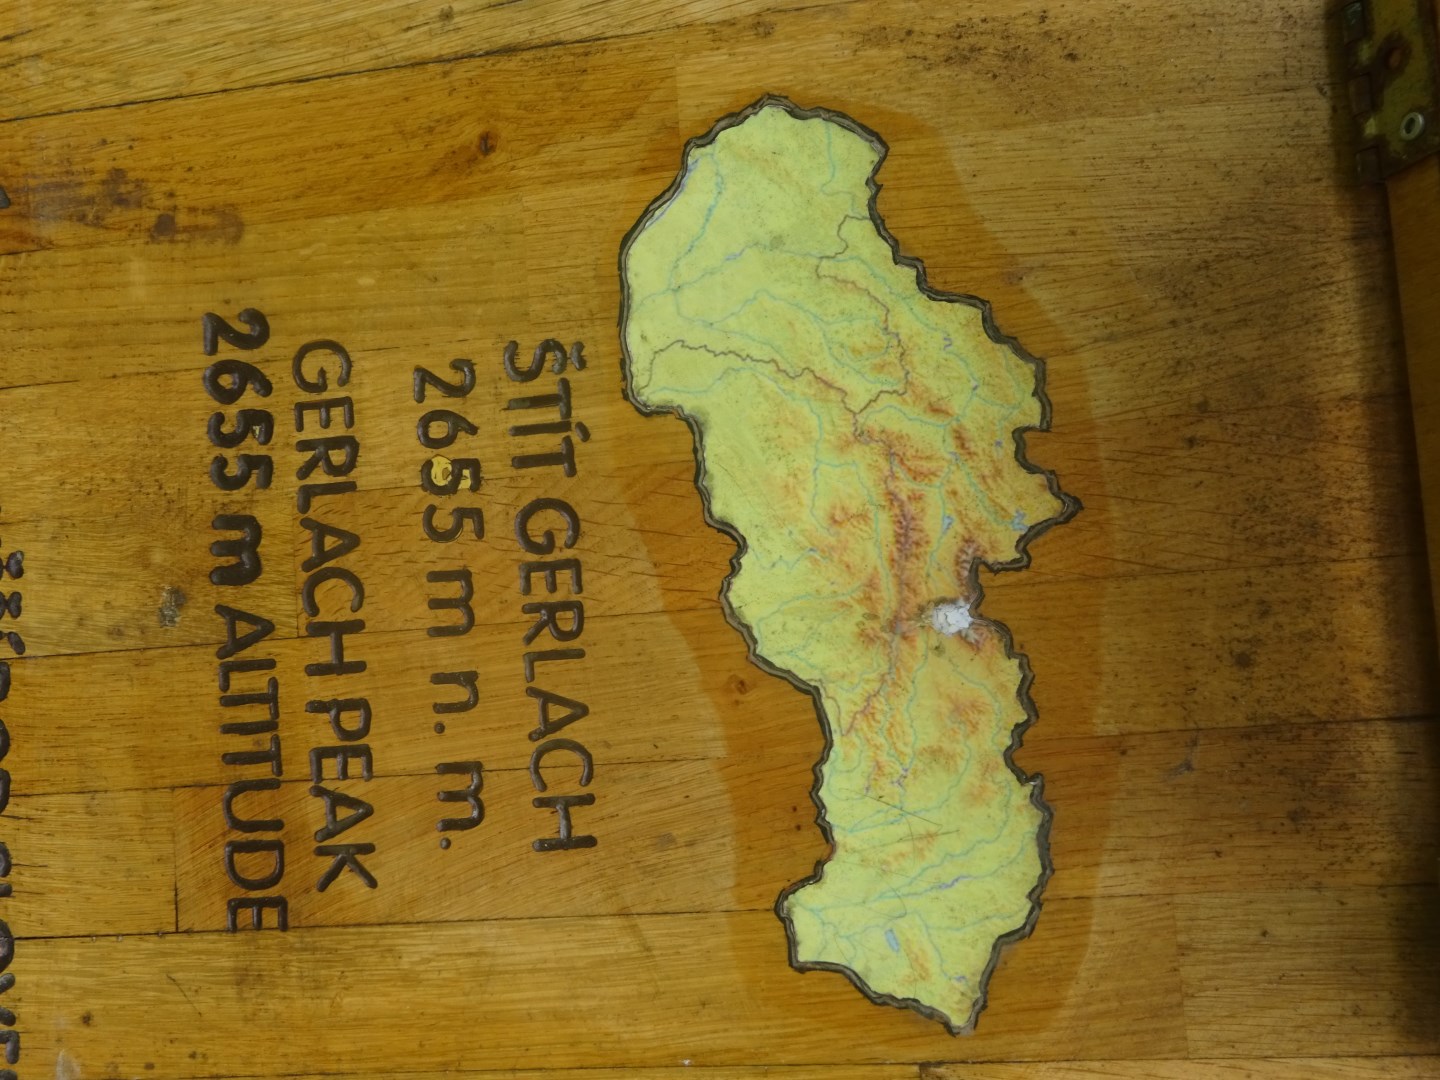 ŠTÍT GERLACH
2655 m n. m.
GERLACH PEAK
2655 m ALTITUDE